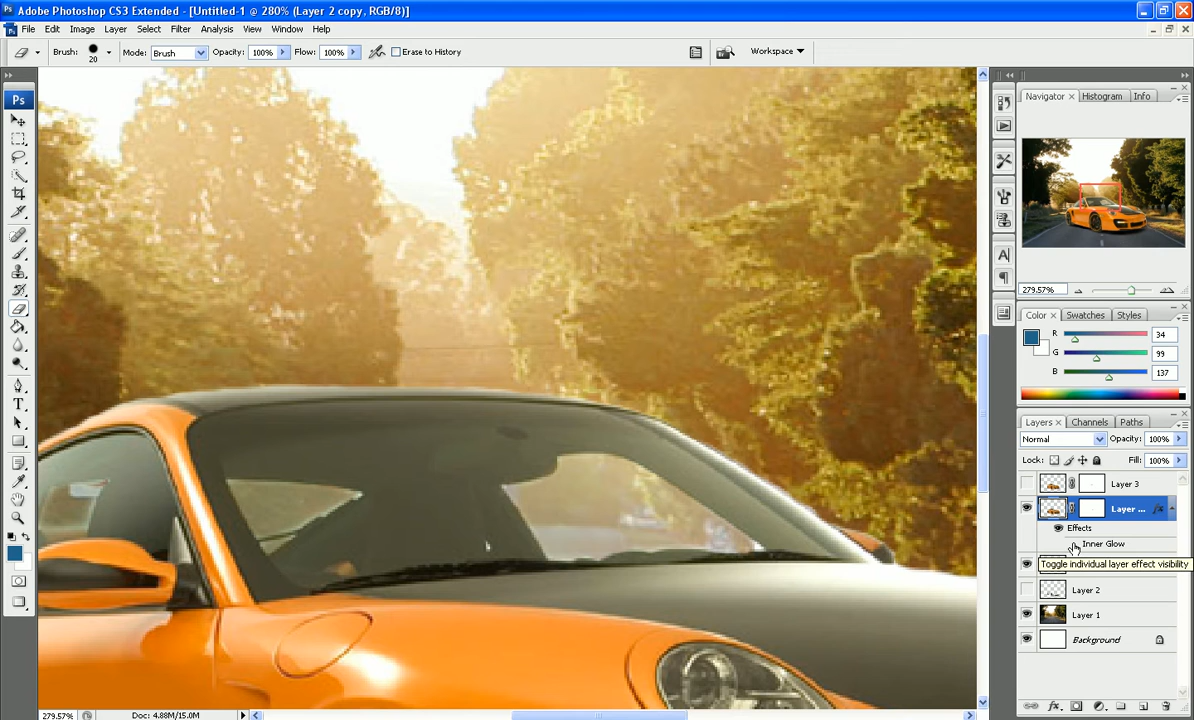 Adobe Photoshop CS3 Extended - [Untitled-1 @ 280% (Layer 2 copy, RGB/8)]
File Edit Image Layer Select Filter Analysis View Window Help
Brush: 20 Mode: Brush Opacity: 100% Flow: 100% Erase to History Workspace
Ps
Navigator Histogram Info
279.57%
Color Swatches Styles
R 34
G 99
B 137
Layers Channels Paths
Normal Opacity: 100%
Lock: Fill: 100%
Layer 3
Layer ... fx
Effects
Inner Glow
Toggle individual layer effect visibility
Layer 2
Layer 1
Background
279.57% Doc: 4.88M/15.0M